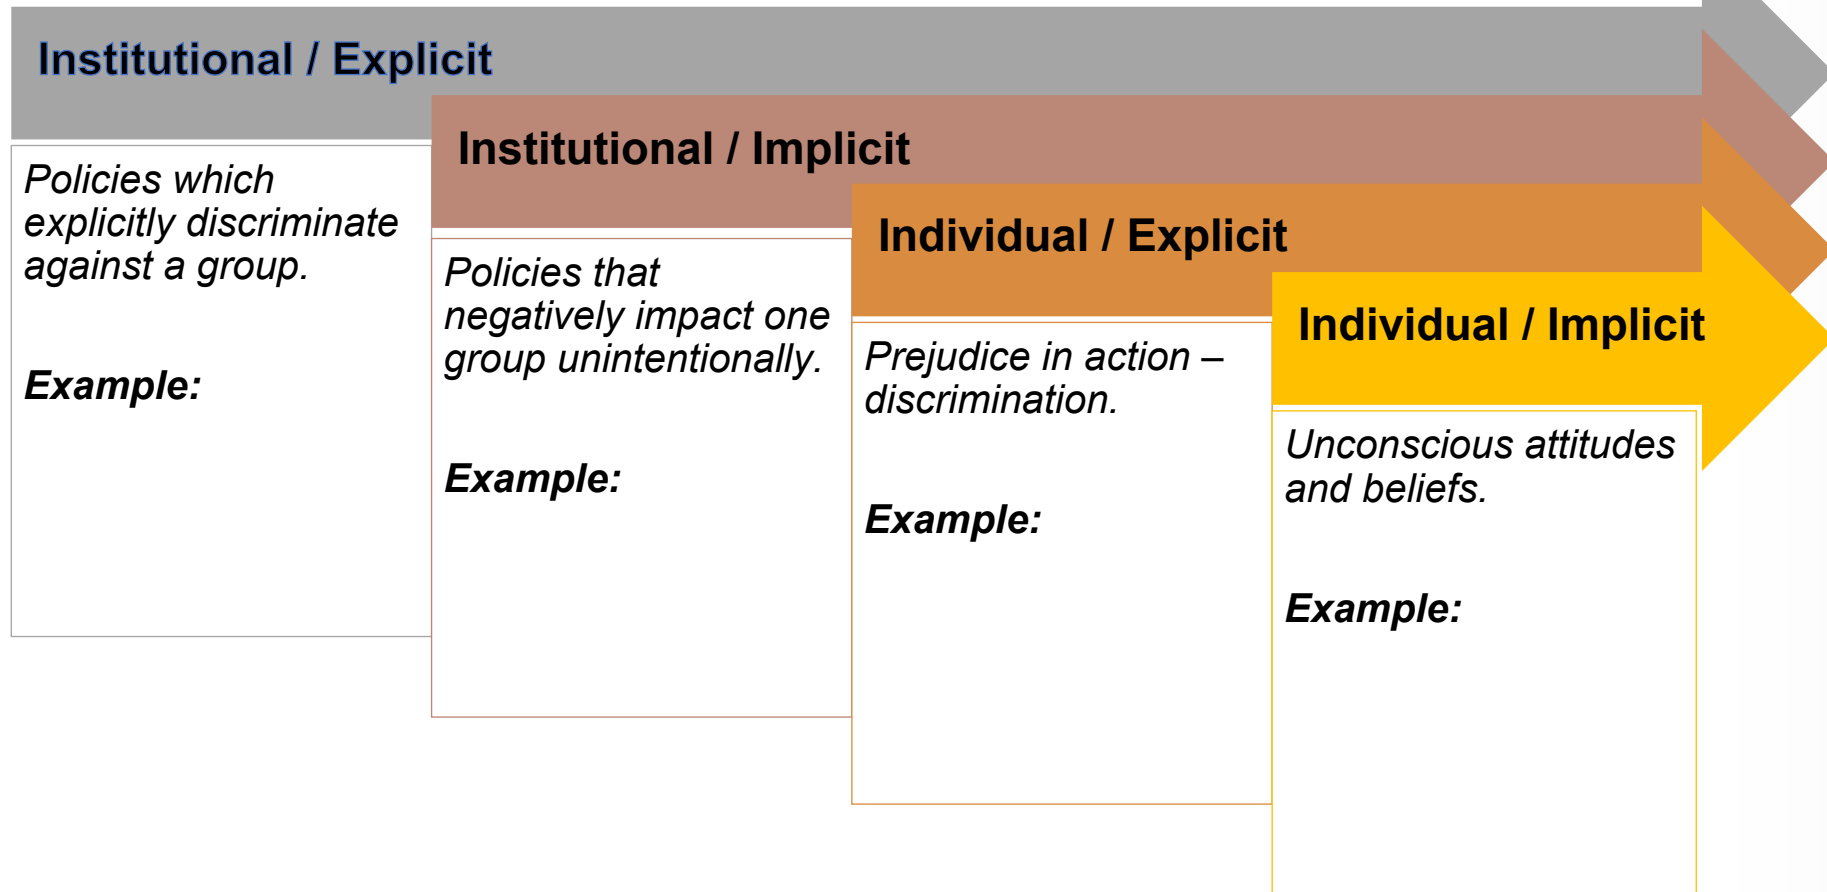 Institutional / Explicit
Policies which
explicitly discriminate
against a group.
Example:
Institutional / Implicit
Policies that
negatively impact one
group unintentionally.
Example:
Individual / Explicit
Prejudice in action –
discrimination.
Example:
Individual / Implicit
Unconscious attitudes
and beliefs.
Example: